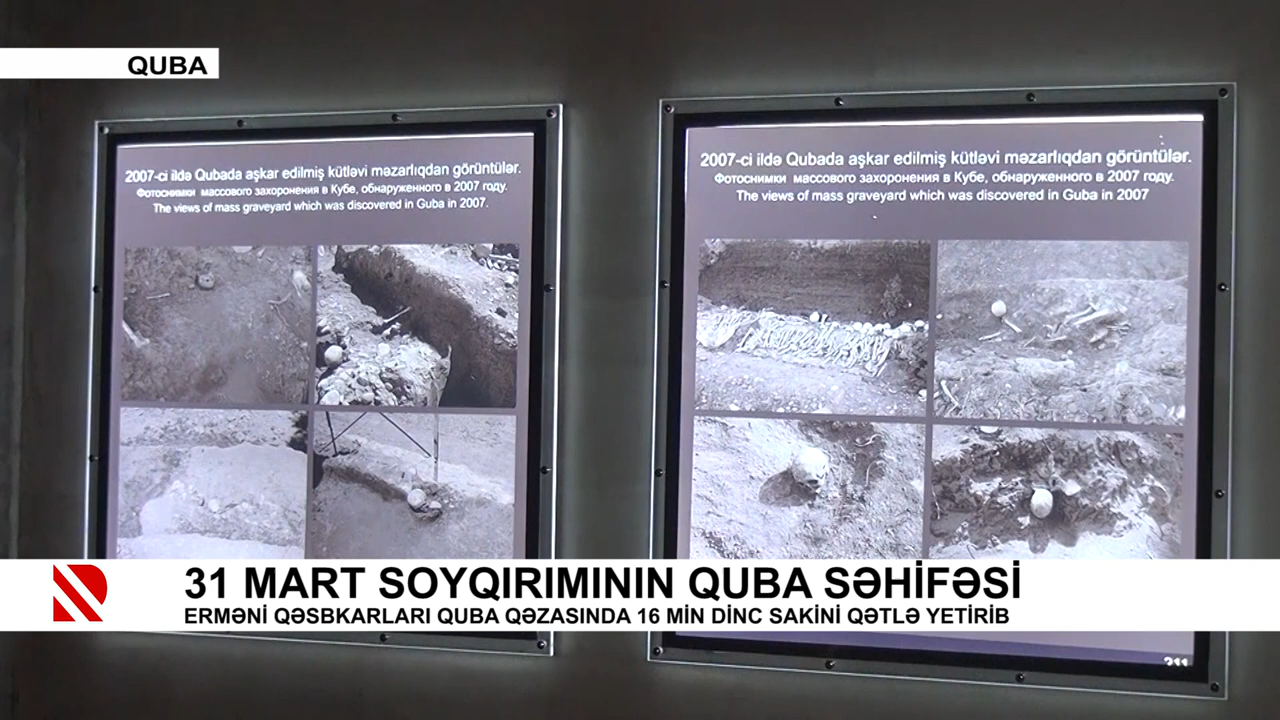 QUBA
2007-ci ildə Qubada aşkar edilmiş kütləvi məzarlıqdan görüntülər.
Фотоснимки массового захоронения в Кубе, обнаруженного в 2007 году.
The views of mass graveyard which was discovered in Guba in 2007.
2007-ci ildə Qubada aşkar edilmiş kütləvi məzarlıqdan görüntülər.
Фотоснимки массового захоронения в Кубе, обнаруженного в 2007 году.
The views of mass graveyard which was discovered in Guba in 2007
31 MART SOYQIRIMININ QUBA SƏHİFƏSİ
ERMƏNİ QƏSBKARLARI QUBA QƏZASINDA 16 MİN DİNC SAKİNİ QƏTLƏ YETİRİB